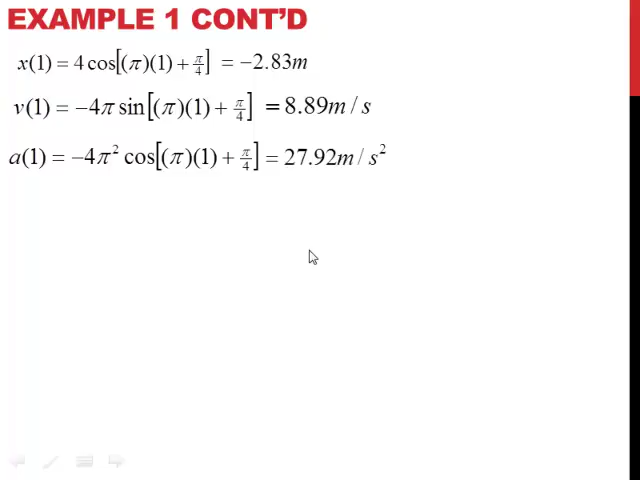 EXAMPLE 1 CONT'D
x(1) = 4 cos[(π)(1) + π/4] = −2.83m
v(1) = −4π sin[(π)(1) + π/4] = 8.89m / s
a(1) = −4π² cos[(π)(1) + π/4] = 27.92m / s²